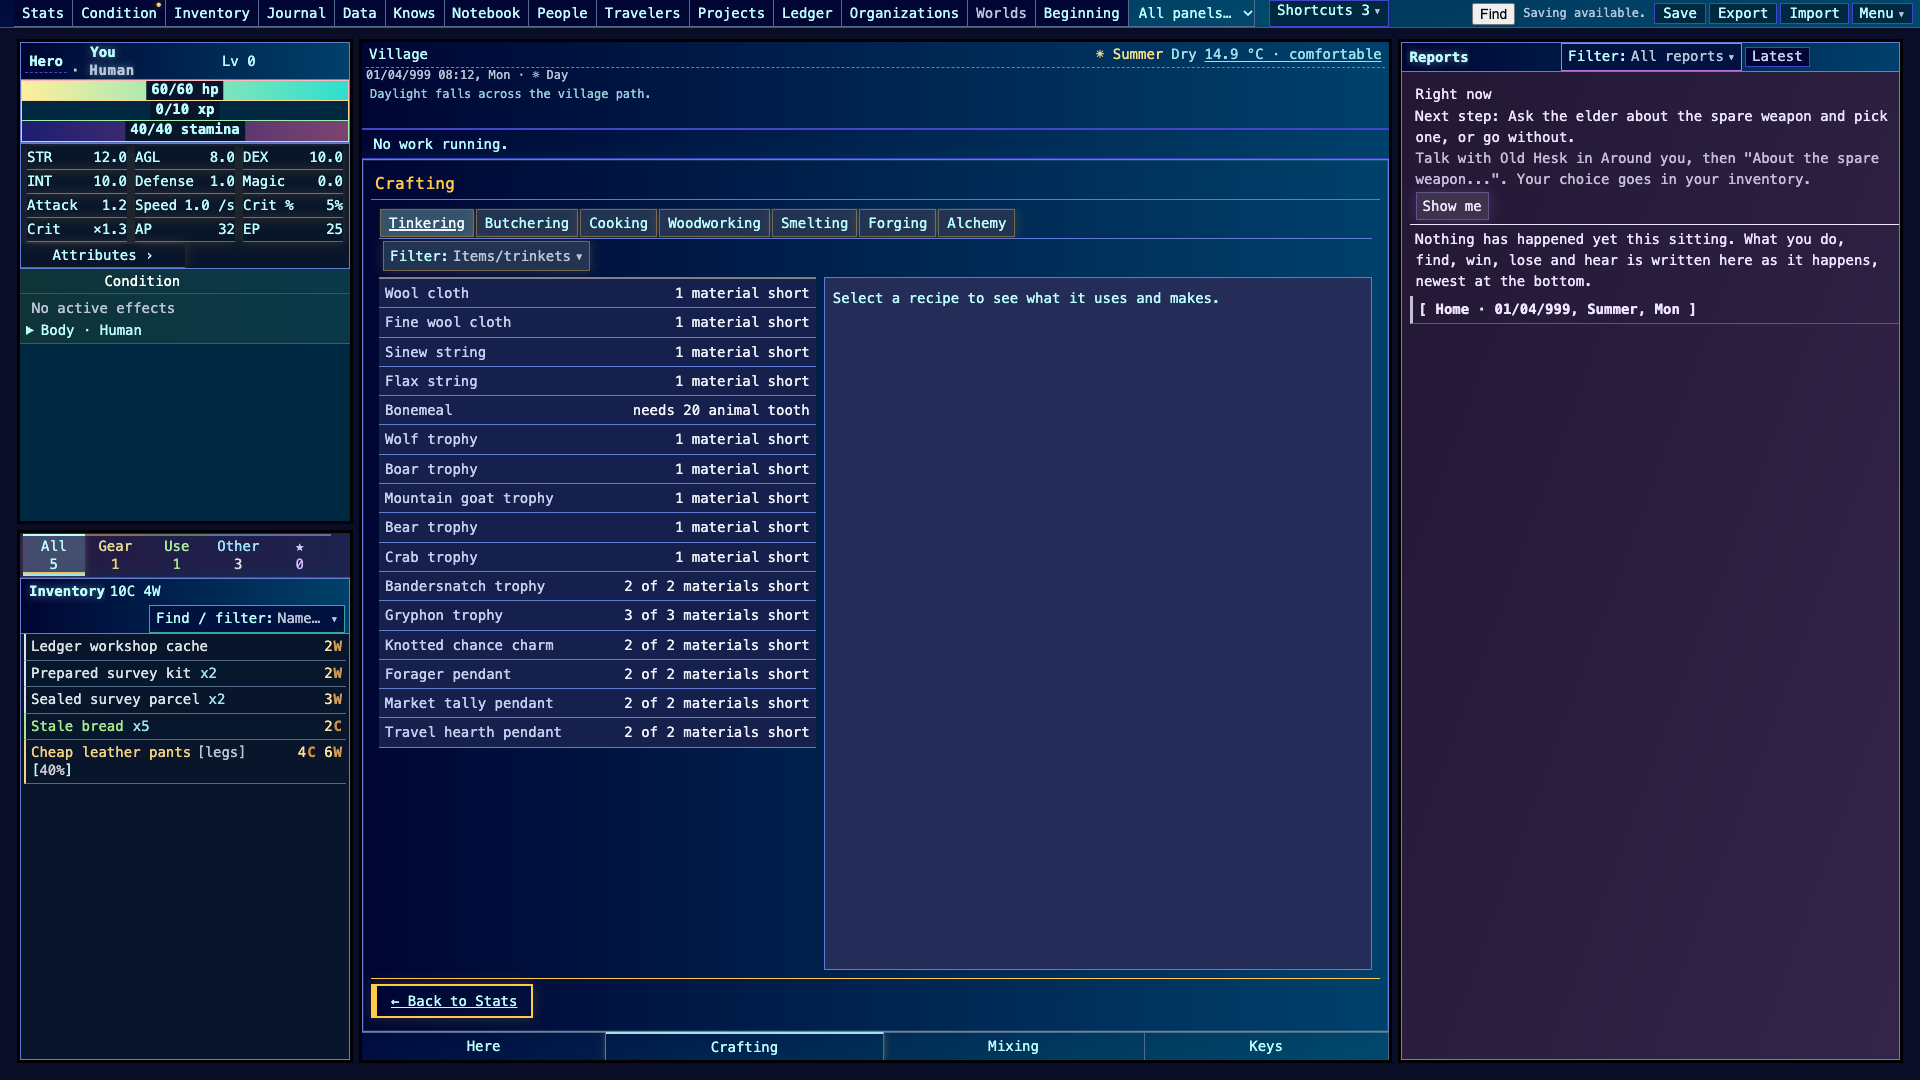 Stats Condition Inventory Journal Data Knows Notebook People Travelers Projects Ledger Organizations Worlds Beginning All panels… Shortcuts 3 ▾ Find Saving available. Save Export Import Menu ▾
Hero · You Human Lv 0
60/60 hp
0/10 xp
40/40 stamina
STR 12.0 AGL 8.0 DEX 10.0
INT 10.0 Defense 1.0 Magic 0.0
Attack 1.2 Speed 1.0 /s Crit % 5%
Crit ×1.3 AP 32 EP 25
Attributes ›
Condition
No active effects
▶ Body · Human
All 5 Gear 1 Use 1 Other 3 ★ 0
Inventory 10C 4W
Find / filter: Name… ▾
Ledger workshop cache 2W
Prepared survey kit x2 2W
Sealed survey parcel x2 3W
Stale bread x5 2C
Cheap leather pants [legs] 4C 6W
[40%]
Village ☀ Summer Dry 14.9 °C · comfortable
01/04/999 08:12, Mon · ☀ Day
Daylight falls across the village path.
No work running.
Crafting
Tinkering Butchering Cooking Woodworking Smelting Forging Alchemy
Filter: Items/trinkets ▾
Wool cloth 1 material short
Fine wool cloth 1 material short
Sinew string 1 material short
Flax string 1 material short
Bonemeal needs 20 animal tooth
Wolf trophy 1 material short
Boar trophy 1 material short
Mountain goat trophy 1 material short
Bear trophy 1 material short
Crab trophy 1 material short
Bandersnatch trophy 2 of 2 materials short
Gryphon trophy 3 of 3 materials short
Knotted chance charm 2 of 2 materials short
Forager pendant 2 of 2 materials short
Market tally pendant 2 of 2 materials short
Travel hearth pendant 2 of 2 materials short
Select a recipe to see what it uses and makes.
← Back to Stats
Here Crafting Mixing Keys
Reports Filter: All reports ▾ Latest
Right now
Next step: Ask the elder about the spare weapon and pick
one, or go without.
Talk with Old Hesk in Around you, then "About the spare
weapon...". Your choice goes in your inventory.
Show me
Nothing has happened yet this sitting. What you do,
find, win, lose and hear is written here as it happens,
newest at the bottom.
[ Home · 01/04/999, Summer, Mon ]